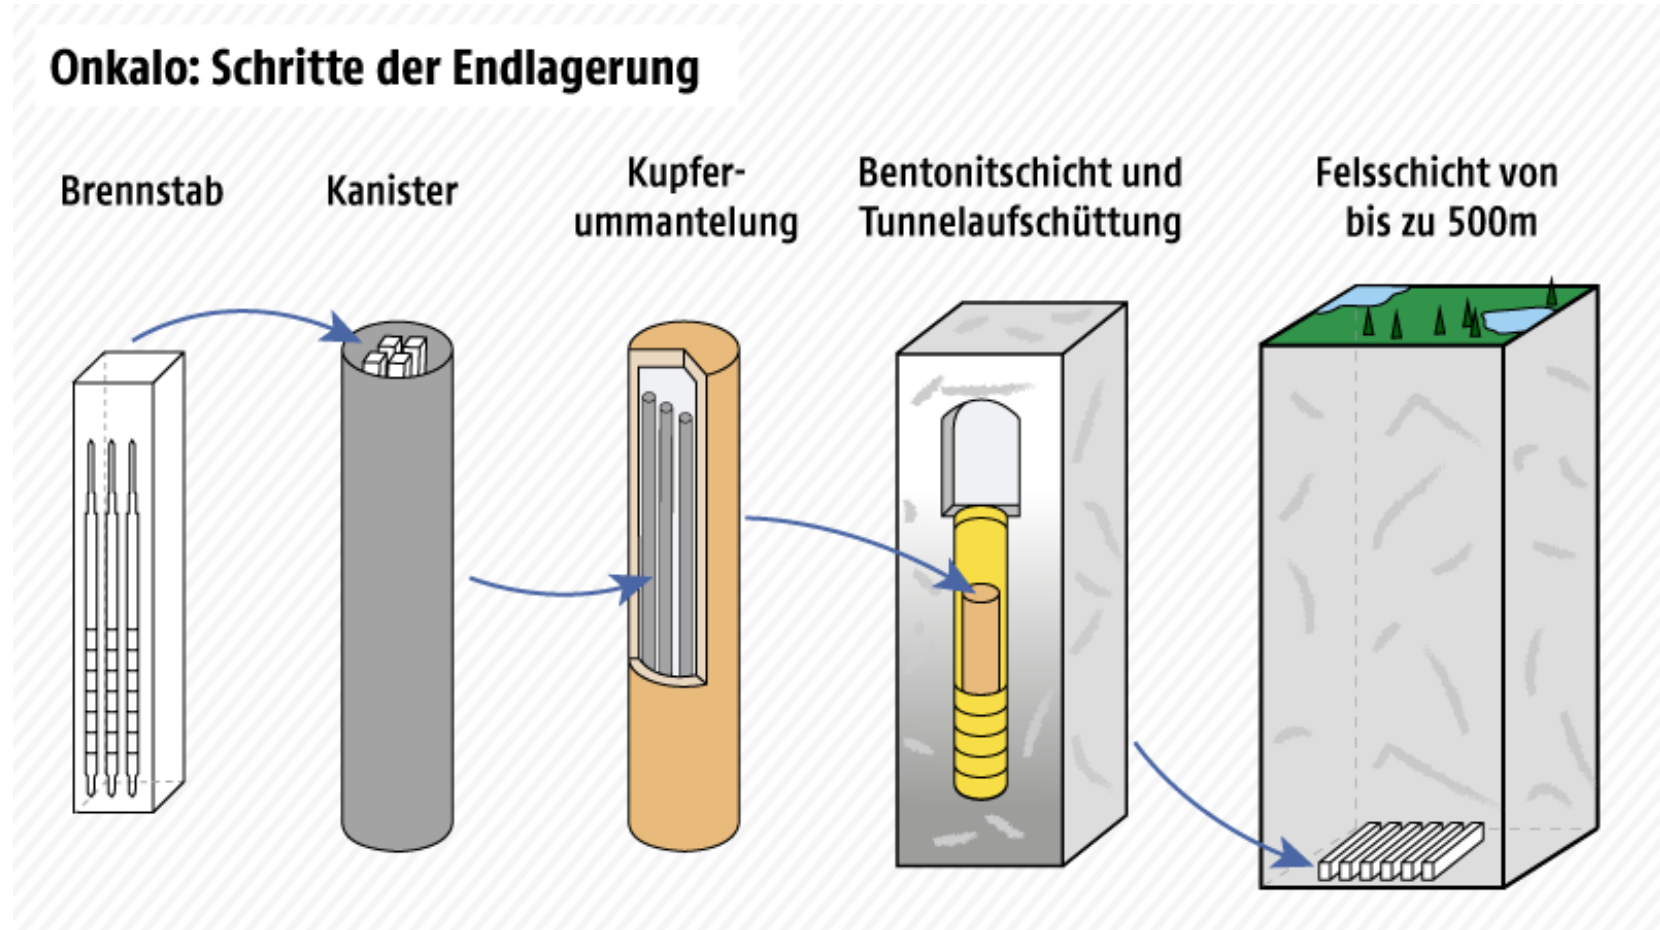 Onkalo: Schritte der Endlagerung
Brennstab
Kanister
Kupfer-
ummantelung
Bentonitschicht und
Tunnelaufschüttung
Felsschicht von
bis zu 500m